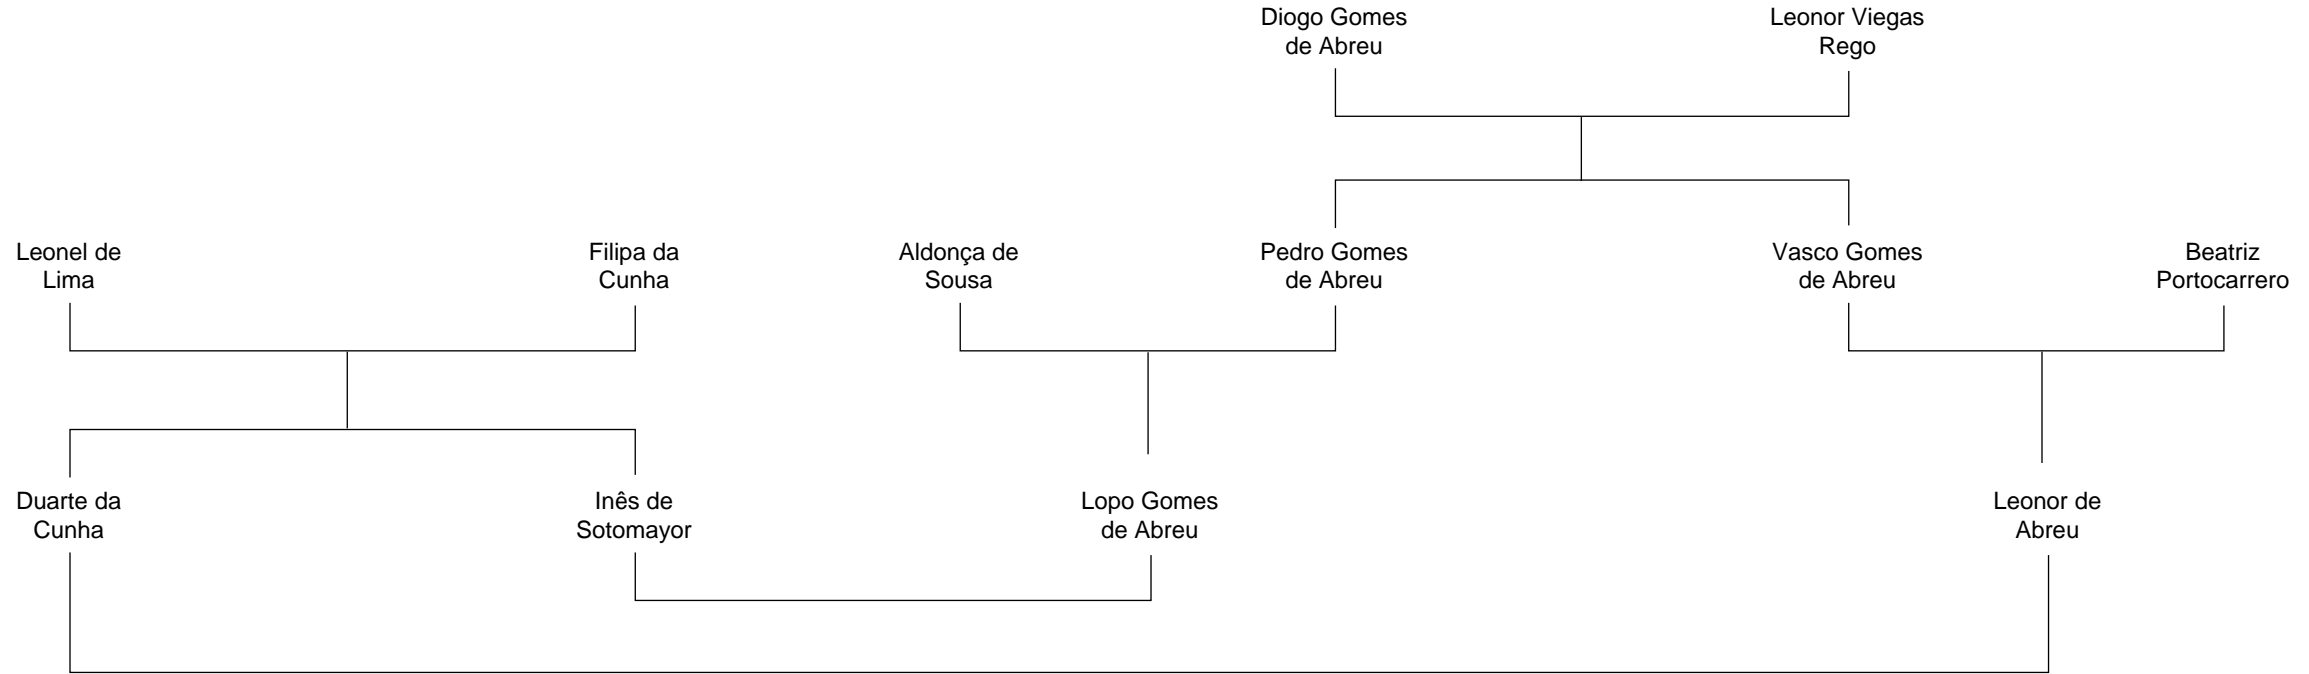 Diogo Gomes
de Abreu
Leonor Viegas
Rego
Leonel de
Lima
Filipa da
Cunha
Aldonça de
Sousa
Pedro Gomes
de Abreu
Vasco Gomes
de Abreu
Beatriz
Portocarrero
Duarte da
Cunha
Inês de
Sotomayor
Lopo Gomes
de Abreu
Leonor de
Abreu